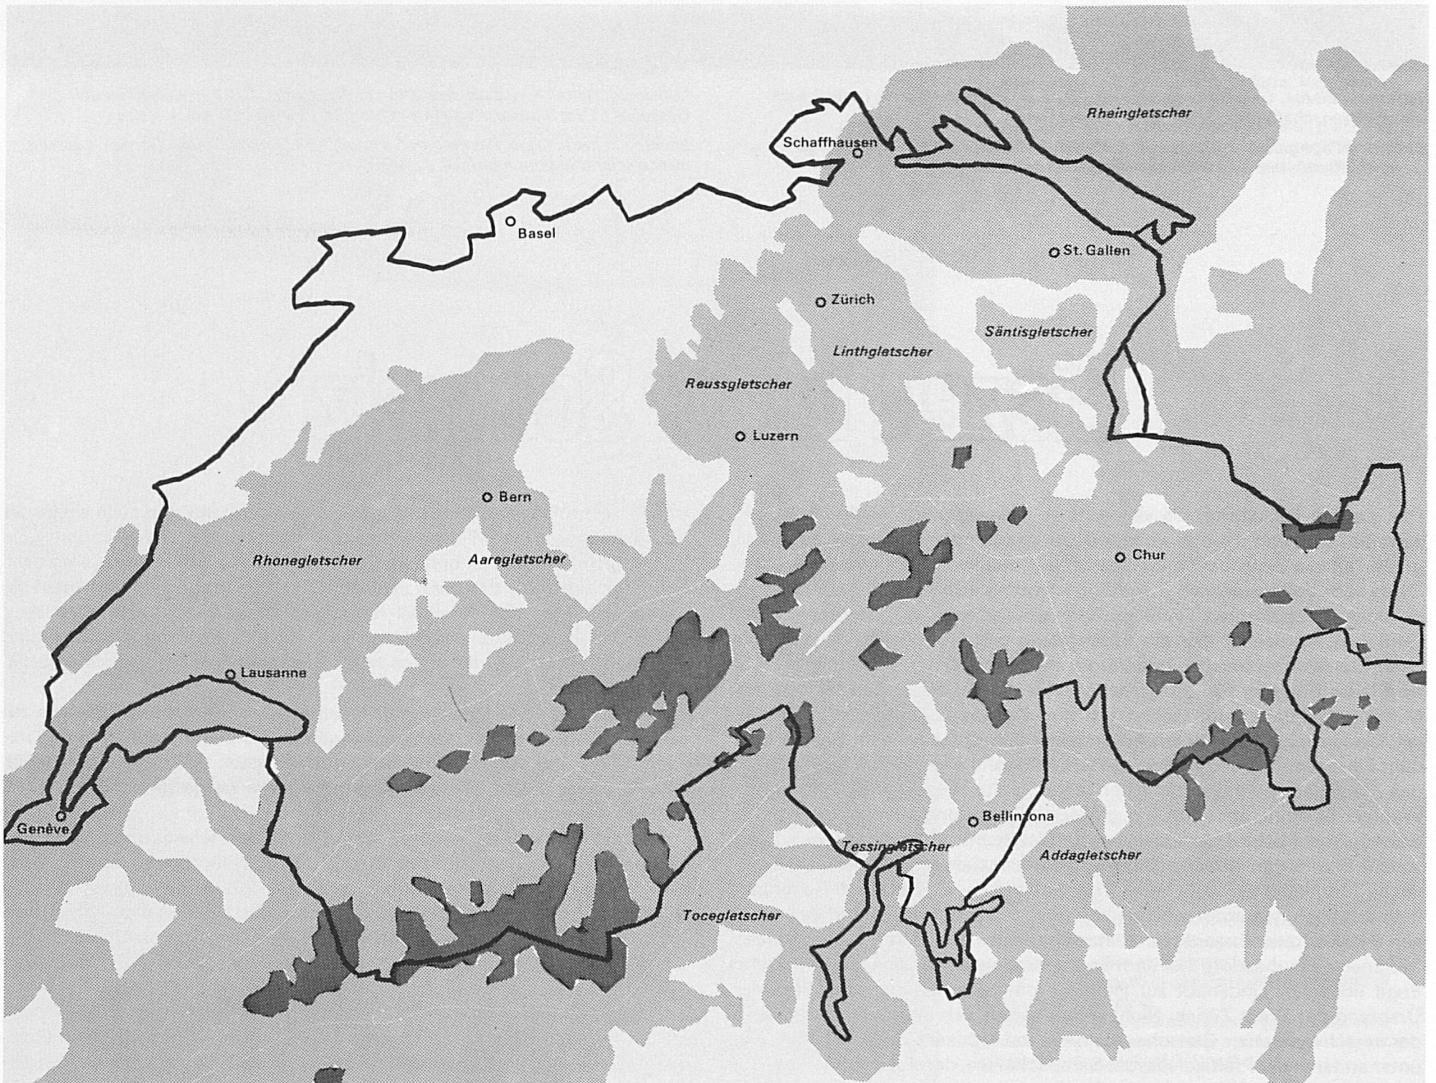 Rheingletscher
Schaffhausen
Basel
St. Gallen
Zürich
Säntisgletscher
Linthgletscher
Reussgletscher
Luzern
Bern
Rhonegletscher
Aaregletscher
Chur
Lausanne
Genève
Bellinzona
Tessingletscher
Addagletscher
Tocegletscher